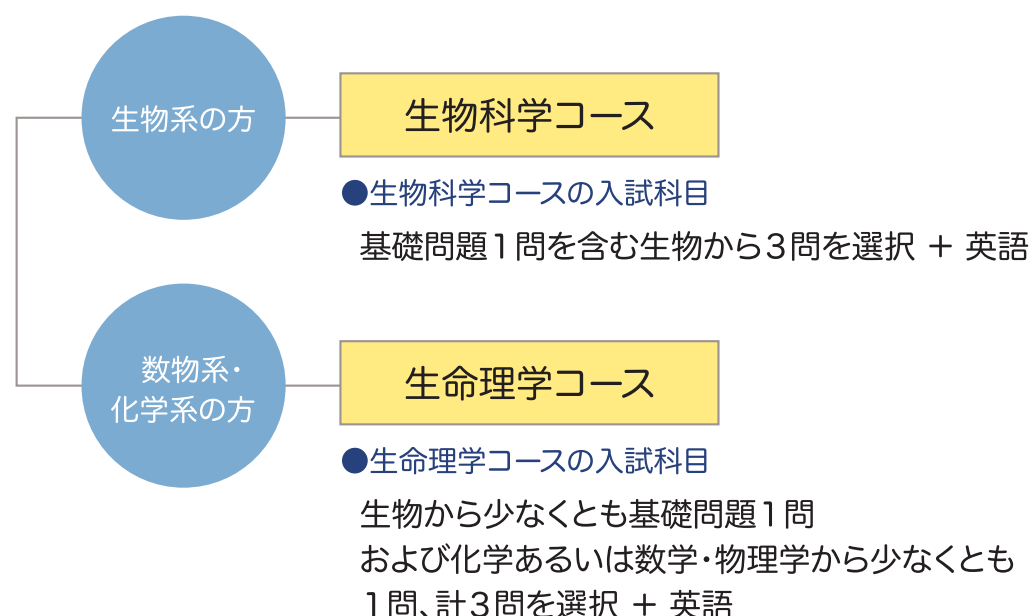 生物系の方
生物科学コース
●生物科学コースの入試科目
基礎問題1問を含む生物から3問を選択 ＋ 英語
数物系・
化学系の方
生命理学コース
●生命理学コースの入試科目
生物から少なくとも基礎問題1問
および化学あるいは数学・物理学から少なくとも
1問、計3問を選択 ＋ 英語